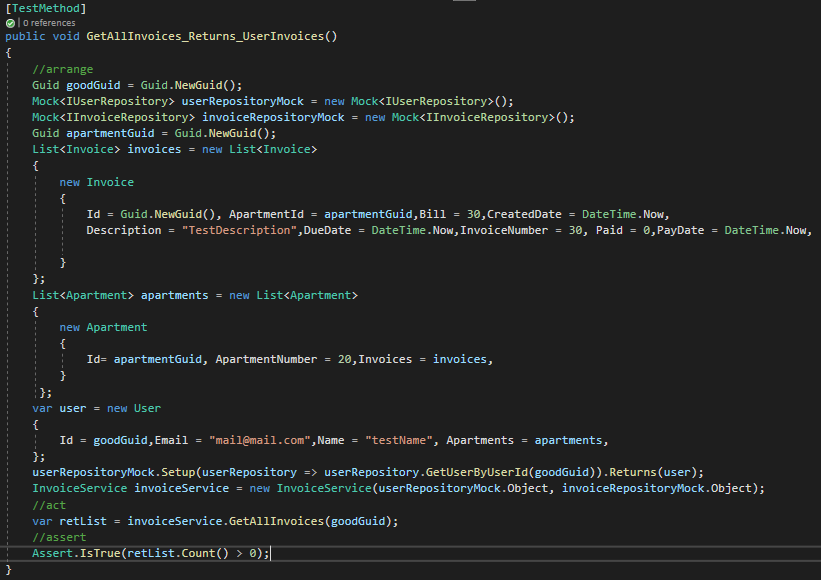 [TestMethod]
| 0 references
public void GetAllInvoices_Returns_UserInvoices()
{
//arrange
Guid goodGuid = Guid.NewGuid();
Mock<IUserRepository> userRepositoryMock = new Mock<IUserRepository>();
Mock<IInvoiceRepository> invoiceRepositoryMock = new Mock<IInvoiceRepository>();
Guid apartmentGuid = Guid.NewGuid();
List<Invoice> invoices = new List<Invoice>
{
new Invoice
{
Id = Guid.NewGuid(), ApartmentId = apartmentGuid,Bill = 30,CreatedDate = DateTime.Now,
Description = "TestDescription",DueDate = DateTime.Now,InvoiceNumber = 30, Paid = 0,PayDate = DateTime.Now,
}
};
List<Apartment> apartments = new List<Apartment>
{
new Apartment
{
Id= apartmentGuid, ApartmentNumber = 20,Invoices = invoices,
}
};
var user = new User
{
Id = goodGuid,Email = "mail@mail.com",Name = "testName", Apartments = apartments,
};
userRepositoryMock.Setup(userRepository => userRepository.GetUserByUserId(goodGuid)).Returns(user);
InvoiceService invoiceService = new InvoiceService(userRepositoryMock.Object, invoiceRepositoryMock.Object);
//act
var retList = invoiceService.GetAllInvoices(goodGuid);
//assert
Assert.IsTrue(retList.Count() > 0);
}